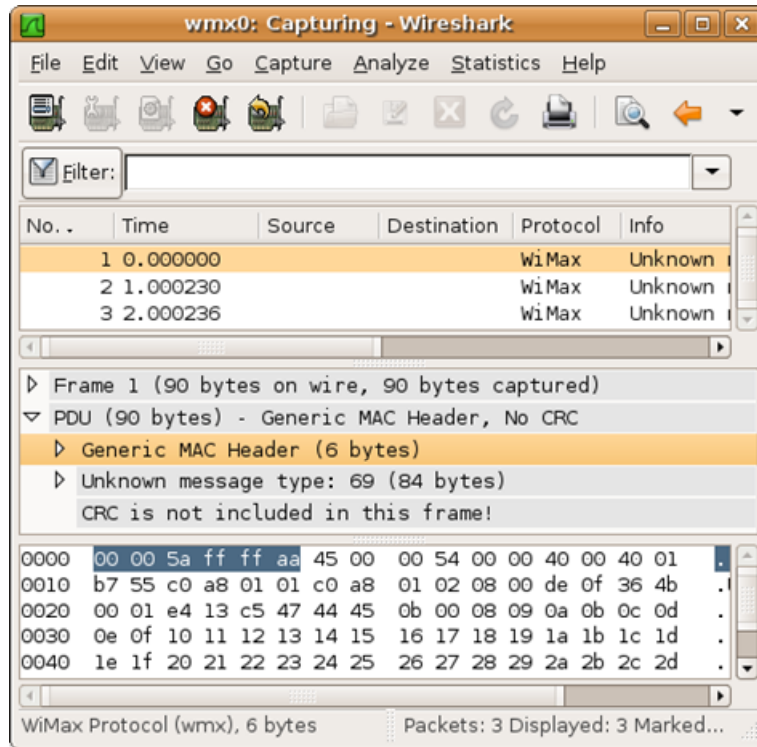 wmx0: Capturing - Wireshark
File Edit View Go Capture Analyze Statistics Help
Filter:
No. . Time Source Destination Protocol Info
1 0.000000 WiMax Unknown
2 1.000230 WiMax Unknown
3 2.000236 WiMax Unknown
Frame 1 (90 bytes on wire, 90 bytes captured)
PDU (90 bytes) - Generic MAC Header, No CRC
Generic MAC Header (6 bytes)
Unknown message type: 69 (84 bytes)
CRC is not included in this frame!
0000 00 00 5a ff ff aa 45 00 00 54 00 00 40 00 40 01 .
0010 b7 55 c0 a8 01 01 c0 a8 01 02 08 00 de 0f 36 4b .
0020 00 01 e4 13 c5 47 44 45 0b 00 08 09 0a 0b 0c 0d .
0030 0e 0f 10 11 12 13 14 15 16 17 18 19 1a 1b 1c 1d .
0040 1e 1f 20 21 22 23 24 25 26 27 28 29 2a 2b 2c 2d .
WiMax Protocol (wmx), 6 bytes Packets: 3 Displayed: 3 Marked...